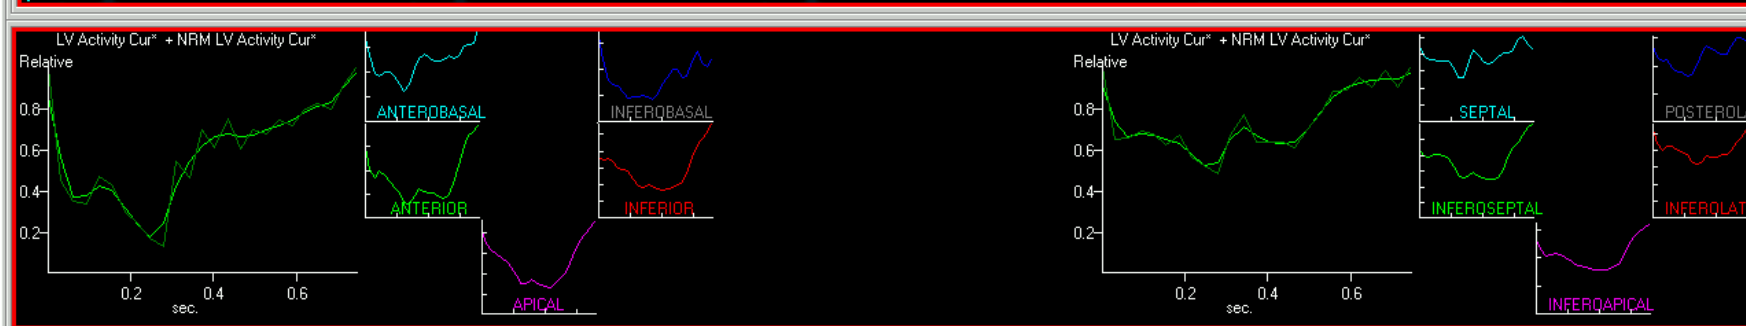 LV Activity Cur* + NRM LV Activity Cur*
Relative
0.8
0.6
0.4
0.2
0.2 0.4 0.6
sec.
ANTEROBASAL
INFEROBASAL
ANTERIOR
INFERIOR
APICAL
LV Activity Cur* + NRM LV Activity Cur*
Relative
0.8
0.6
0.4
0.2
0.2 0.4 0.6
sec.
SEPTAL
POSTEROLA
INFEROSEPTAL
INFEROLAT
INFEROAPICAL